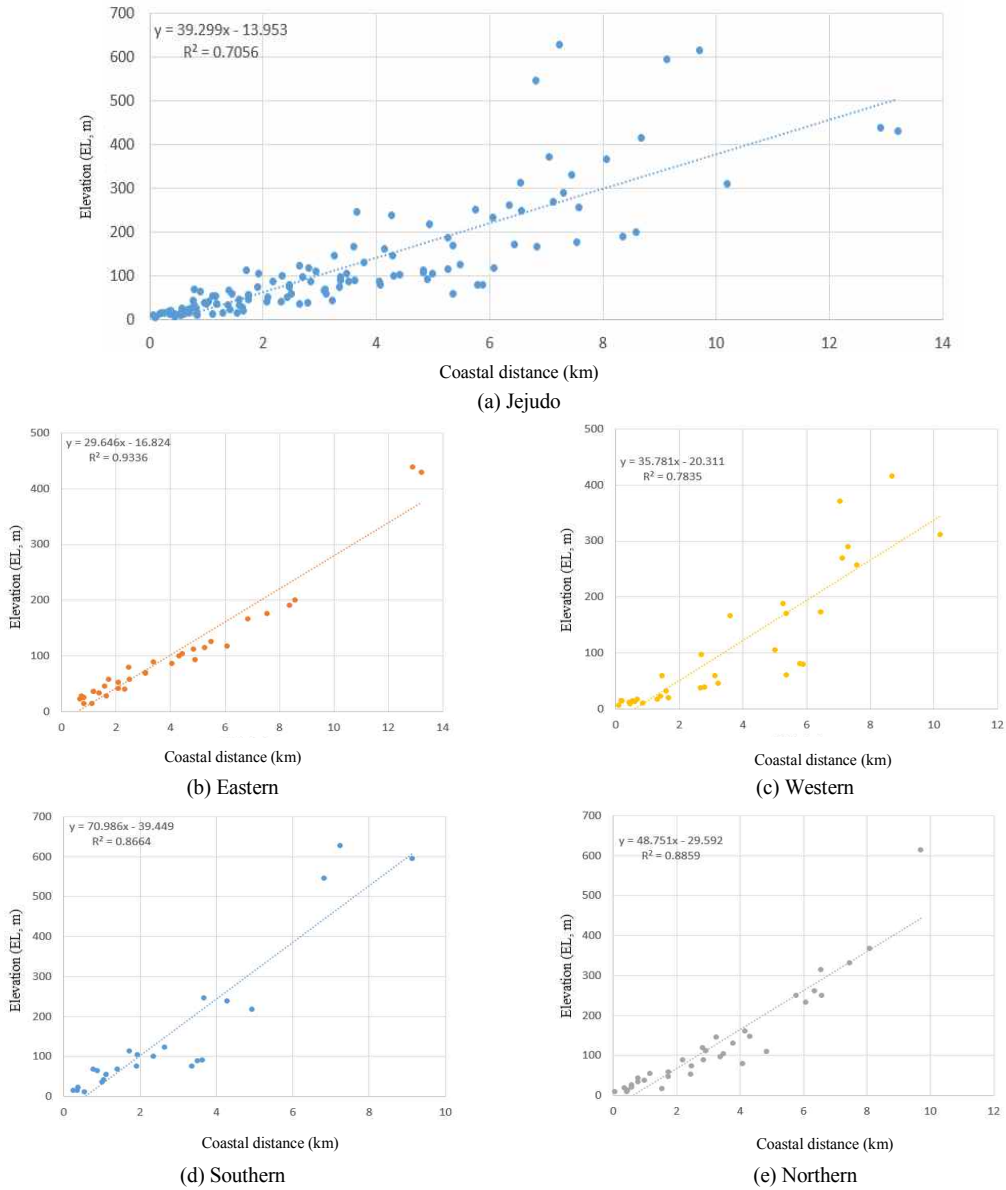 700
600
500
400
300
200
100
0
y = 39.299x - 13.953
R² = 0.7056
Elevation (EL, m)
0 2 4 6 8 10 12 14
Coastal distance (km)
(a) Jejudo
500
400
300
200
100
0
y = 29.646x - 16.824
R² = 0.9336
Elevation (EL, m)
0 2 4 6 8 10 12 14
Coastal distance (km)
(b) Eastern
500
400
300
200
100
0
y = 35.781x - 20.311
R² = 0.7835
Elevation (EL, m)
0 2 4 6 8 10 12
Coastal distance (km)
(c) Western
700
600
500
400
300
200
100
0
y = 70.986x - 39.449
R² = 0.8664
Elevation (EL, m)
0 2 4 6 8 10
Coastal distance (km)
(d) Southern
700
600
500
400
300
200
100
0
y = 48.751x - 29.592
R² = 0.8859
Elevation (EL, m)
0 2 4 6 8 10 12
Coastal distance (km)
(e) Northern